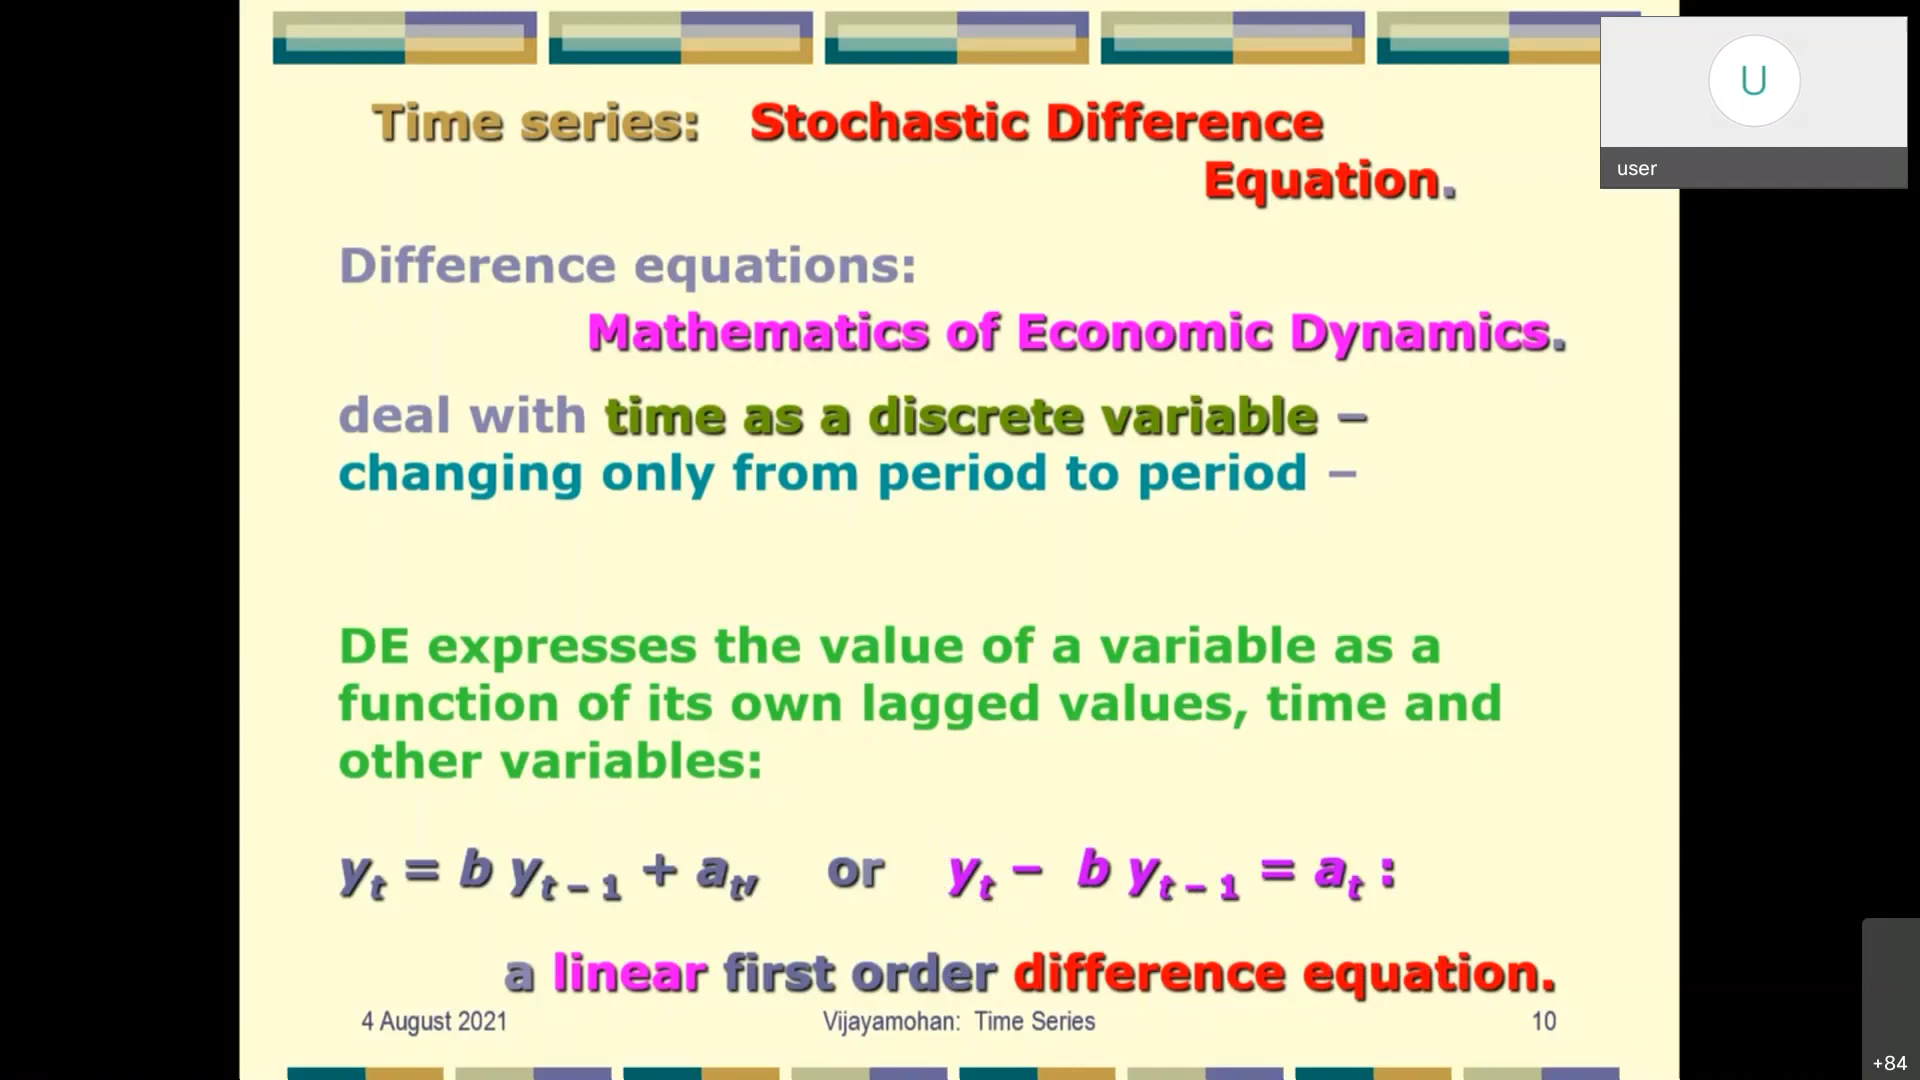 Time series: Stochastic Difference
Equation.
U
user
Difference equations:
Mathematics of Economic Dynamics.
deal with time as a discrete variable –
changing only from period to period –
DE expresses the value of a variable as a
function of its own lagged values, time and
other variables:
yₜ = b yₜ₋₁ + aₜ, or yₜ – b yₜ₋₁ = aₜ :
a linear first order difference equation.
4 August 2021 Vijayamohan: Time Series 10
+84